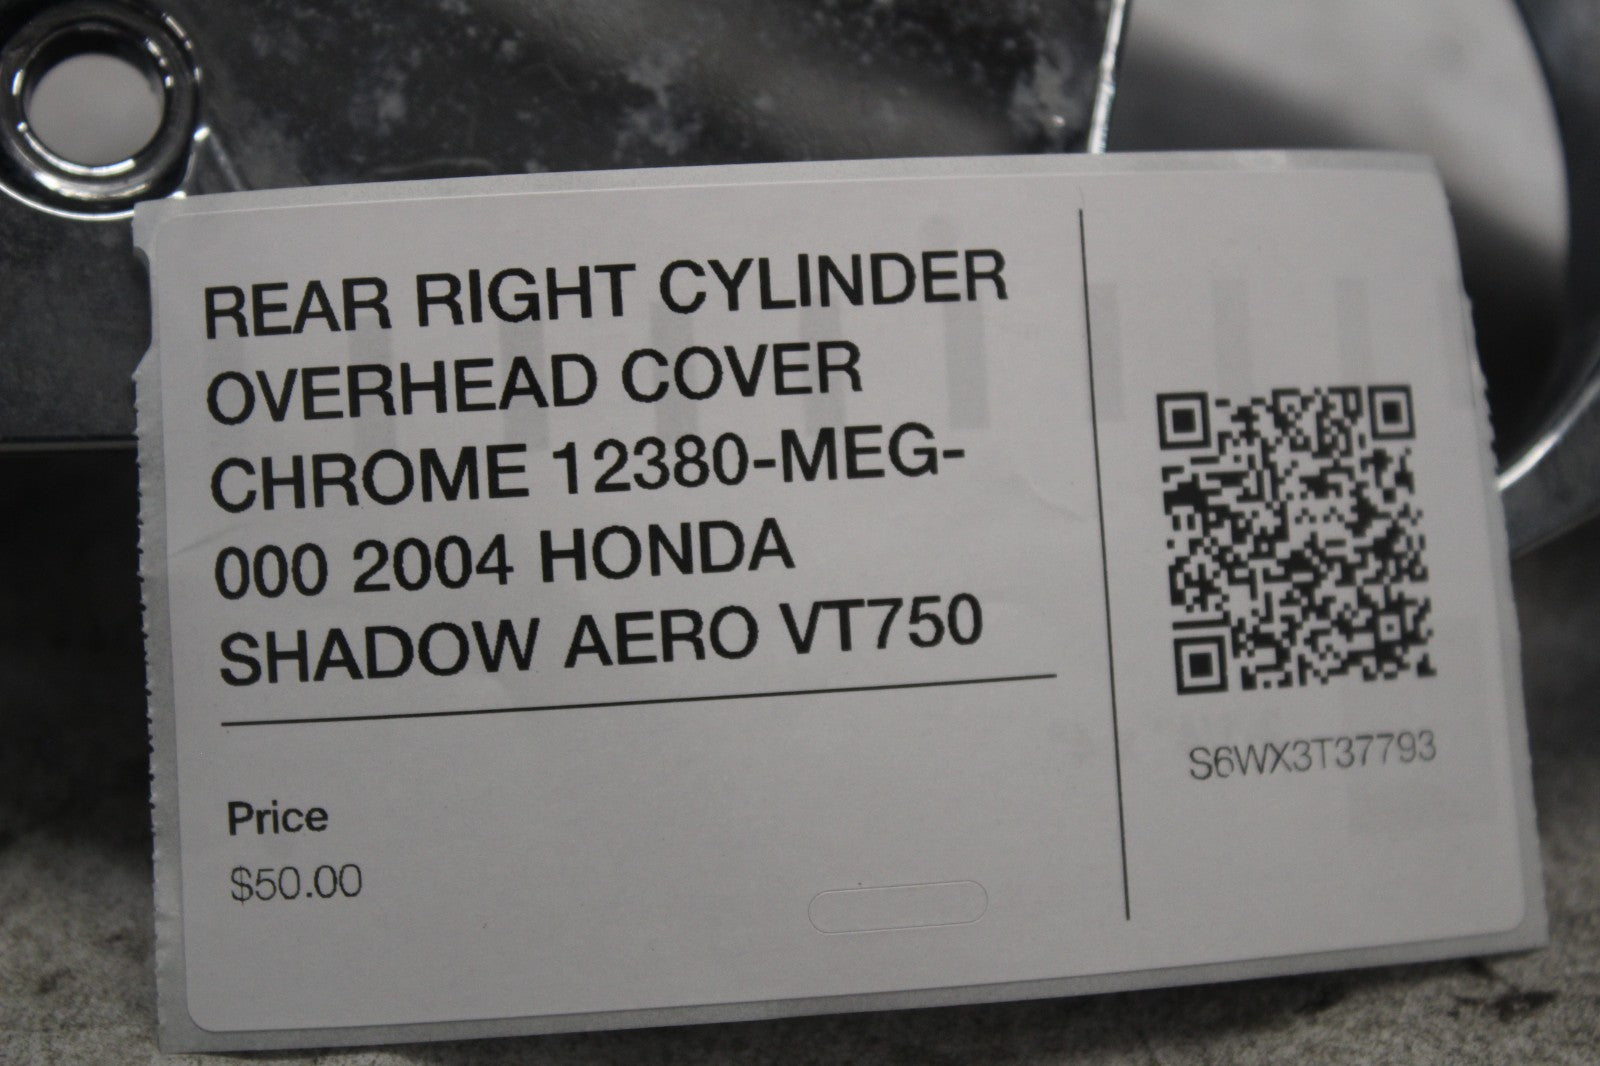 REAR RIGHT CYLINDER
OVERHEAD COVER
CHROME 12380-MEG-
000 2004 HONDA
SHADOW AERO VT750
Price
$50.00
S6WX3T37793